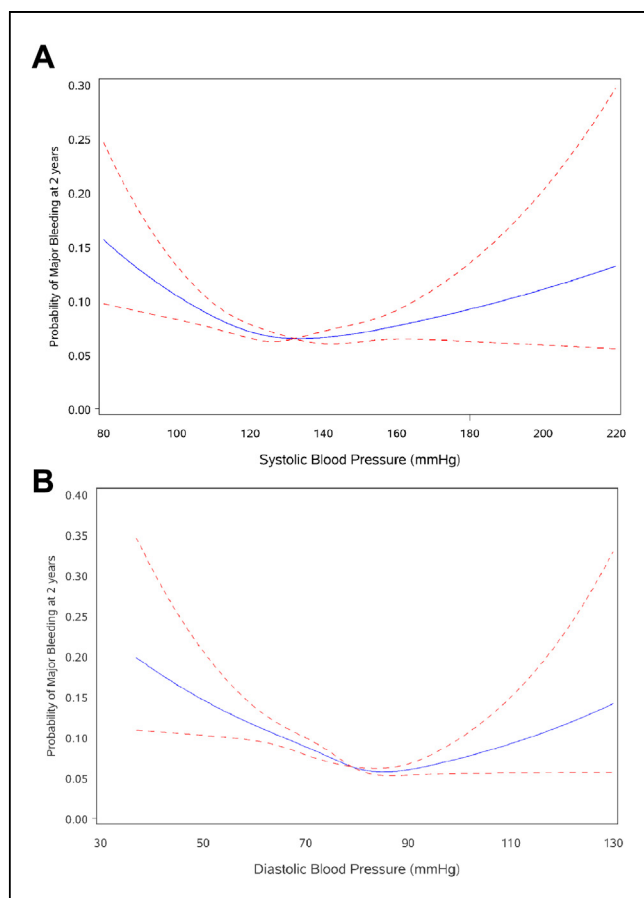 A
Probability of Major Bleeding at 2 years
0.30
0.25
0.20
0.15
0.10
0.05
0.00
80 100 120 140 160 180 200 220
Systolic Blood Pressure (mmHg)
B
Probability of Major Bleeding at 2 years
0.40
0.35
0.30
0.25
0.20
0.15
0.10
0.05
0.00
30 50 70 90 110 130
Diastolic Blood Pressure (mmHg)